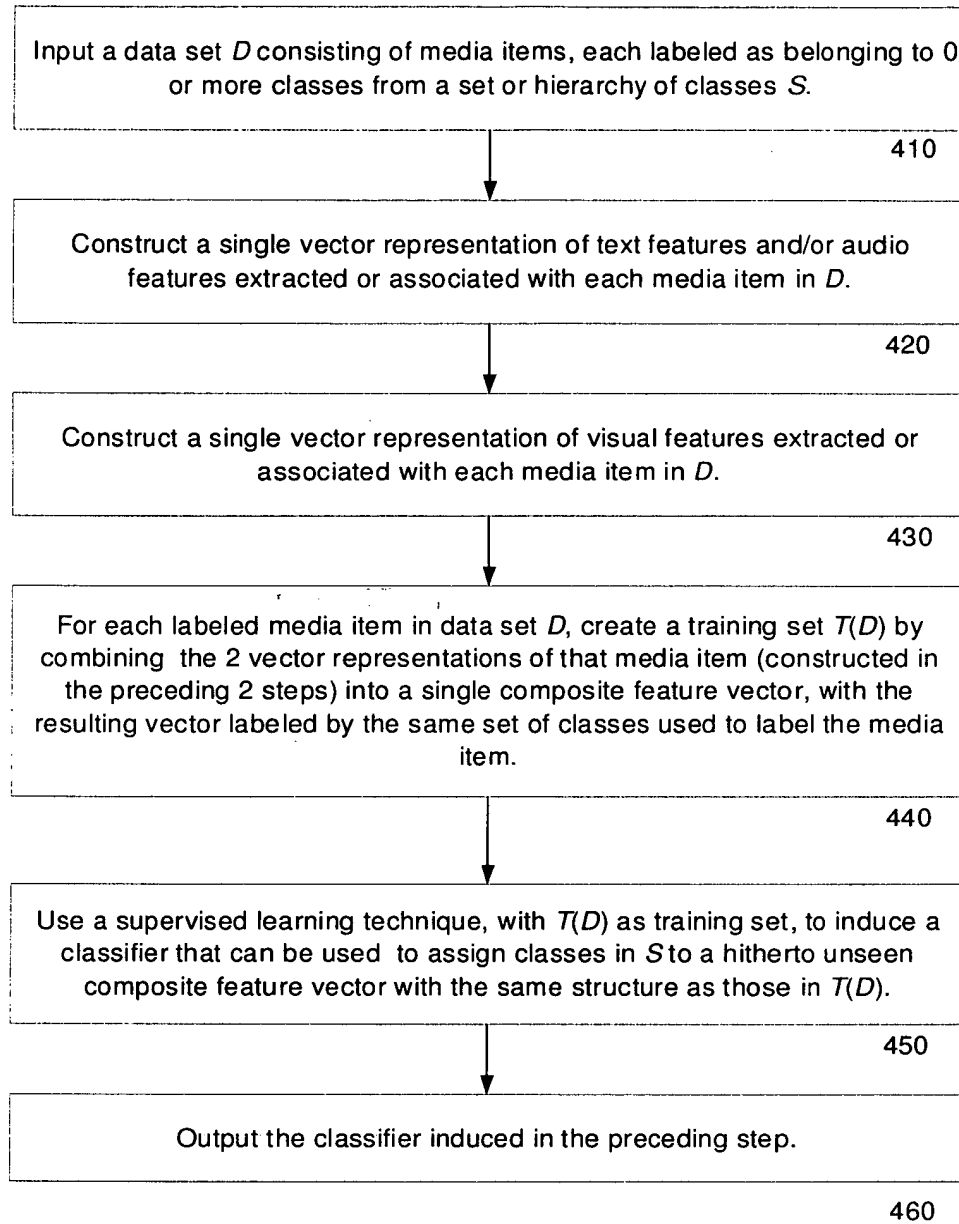 Input a data set D consisting of media items, each labeled as belonging to 0
or more classes from a set or hierarchy of classes S.
410
Construct a single vector representation of text features and/or audio
features extracted or associated with each media item in D.
420
Construct a single vector representation of visual features extracted or
associated with each media item in D.
430
For each labeled media item in data set D, create a training set T(D) by
combining the 2 vector representations of that media item (constructed in
the preceding 2 steps) into a single composite feature vector, with the
resulting vector labeled by the same set of classes used to label the media
item.
440
Use a supervised learning technique, with T(D) as training set, to induce a
classifier that can be used to assign classes in S to a hitherto unseen
composite feature vector with the same structure as those in T(D).
450
Output the classifier induced in the preceding step.
460